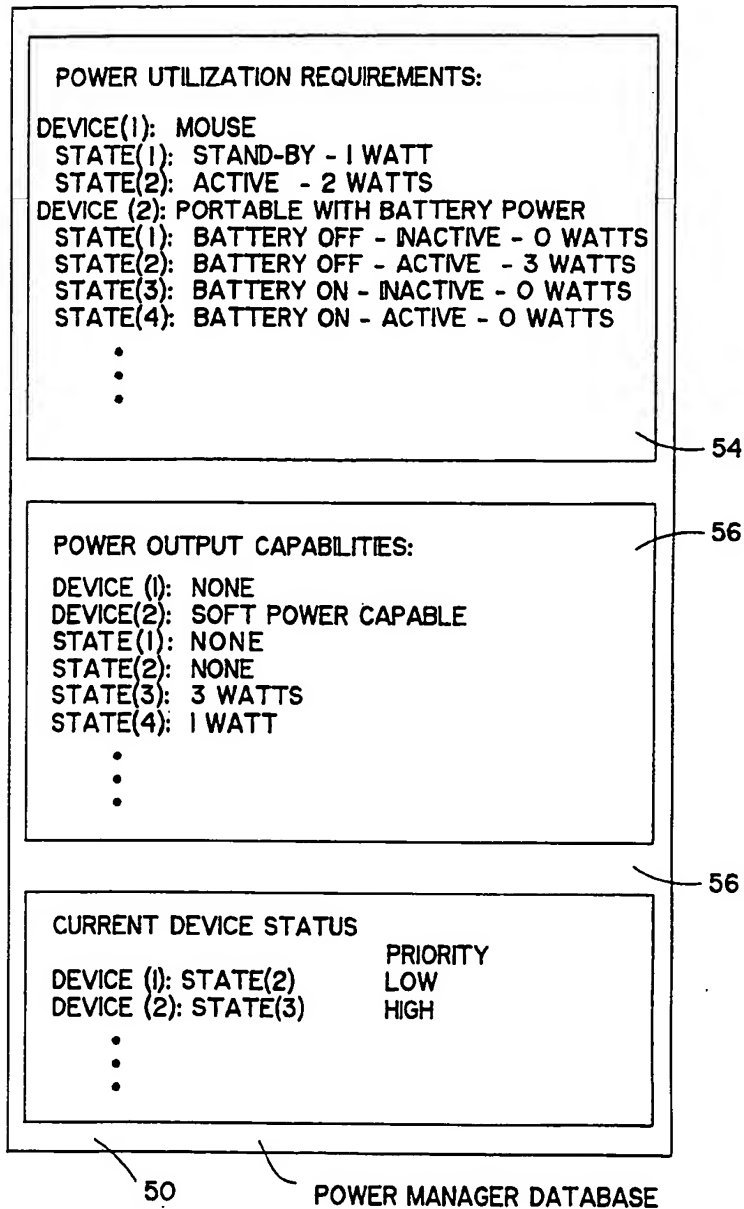 POWER UTILIZATION REQUIREMENTS:
DEVICE(1): MOUSE
STATE(1): STAND-BY - 1 WATT
STATE(2): ACTIVE - 2 WATTS
DEVICE (2): PORTABLE WITH BATTERY POWER
STATE(1): BATTERY OFF - INACTIVE - 0 WATTS
STATE(2): BATTERY OFF - ACTIVE - 3 WATTS
STATE(3): BATTERY ON - INACTIVE - 0 WATTS
STATE(4): BATTERY ON - ACTIVE - 0 WATTS
54
POWER OUTPUT CAPABILITIES:
56
DEVICE (1): NONE
DEVICE(2): SOFT POWER CAPABLE
STATE(1): NONE
STATE(2): NONE
STATE(3): 3 WATTS
STATE(4): 1 WATT
56
CURRENT DEVICE STATUS
PRIORITY
DEVICE (1): STATE(2) LOW
DEVICE (2): STATE(3) HIGH
50
POWER MANAGER DATABASE